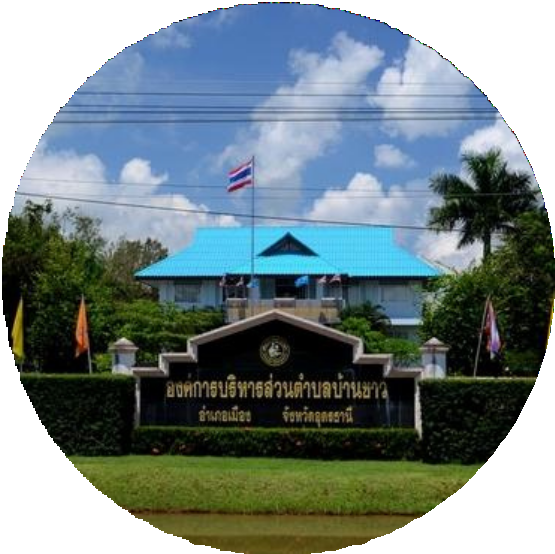 องค์การบริหารส่วนตำบลบ้านขาว
อำเภอเมือง จังหวัดอุดรธานี